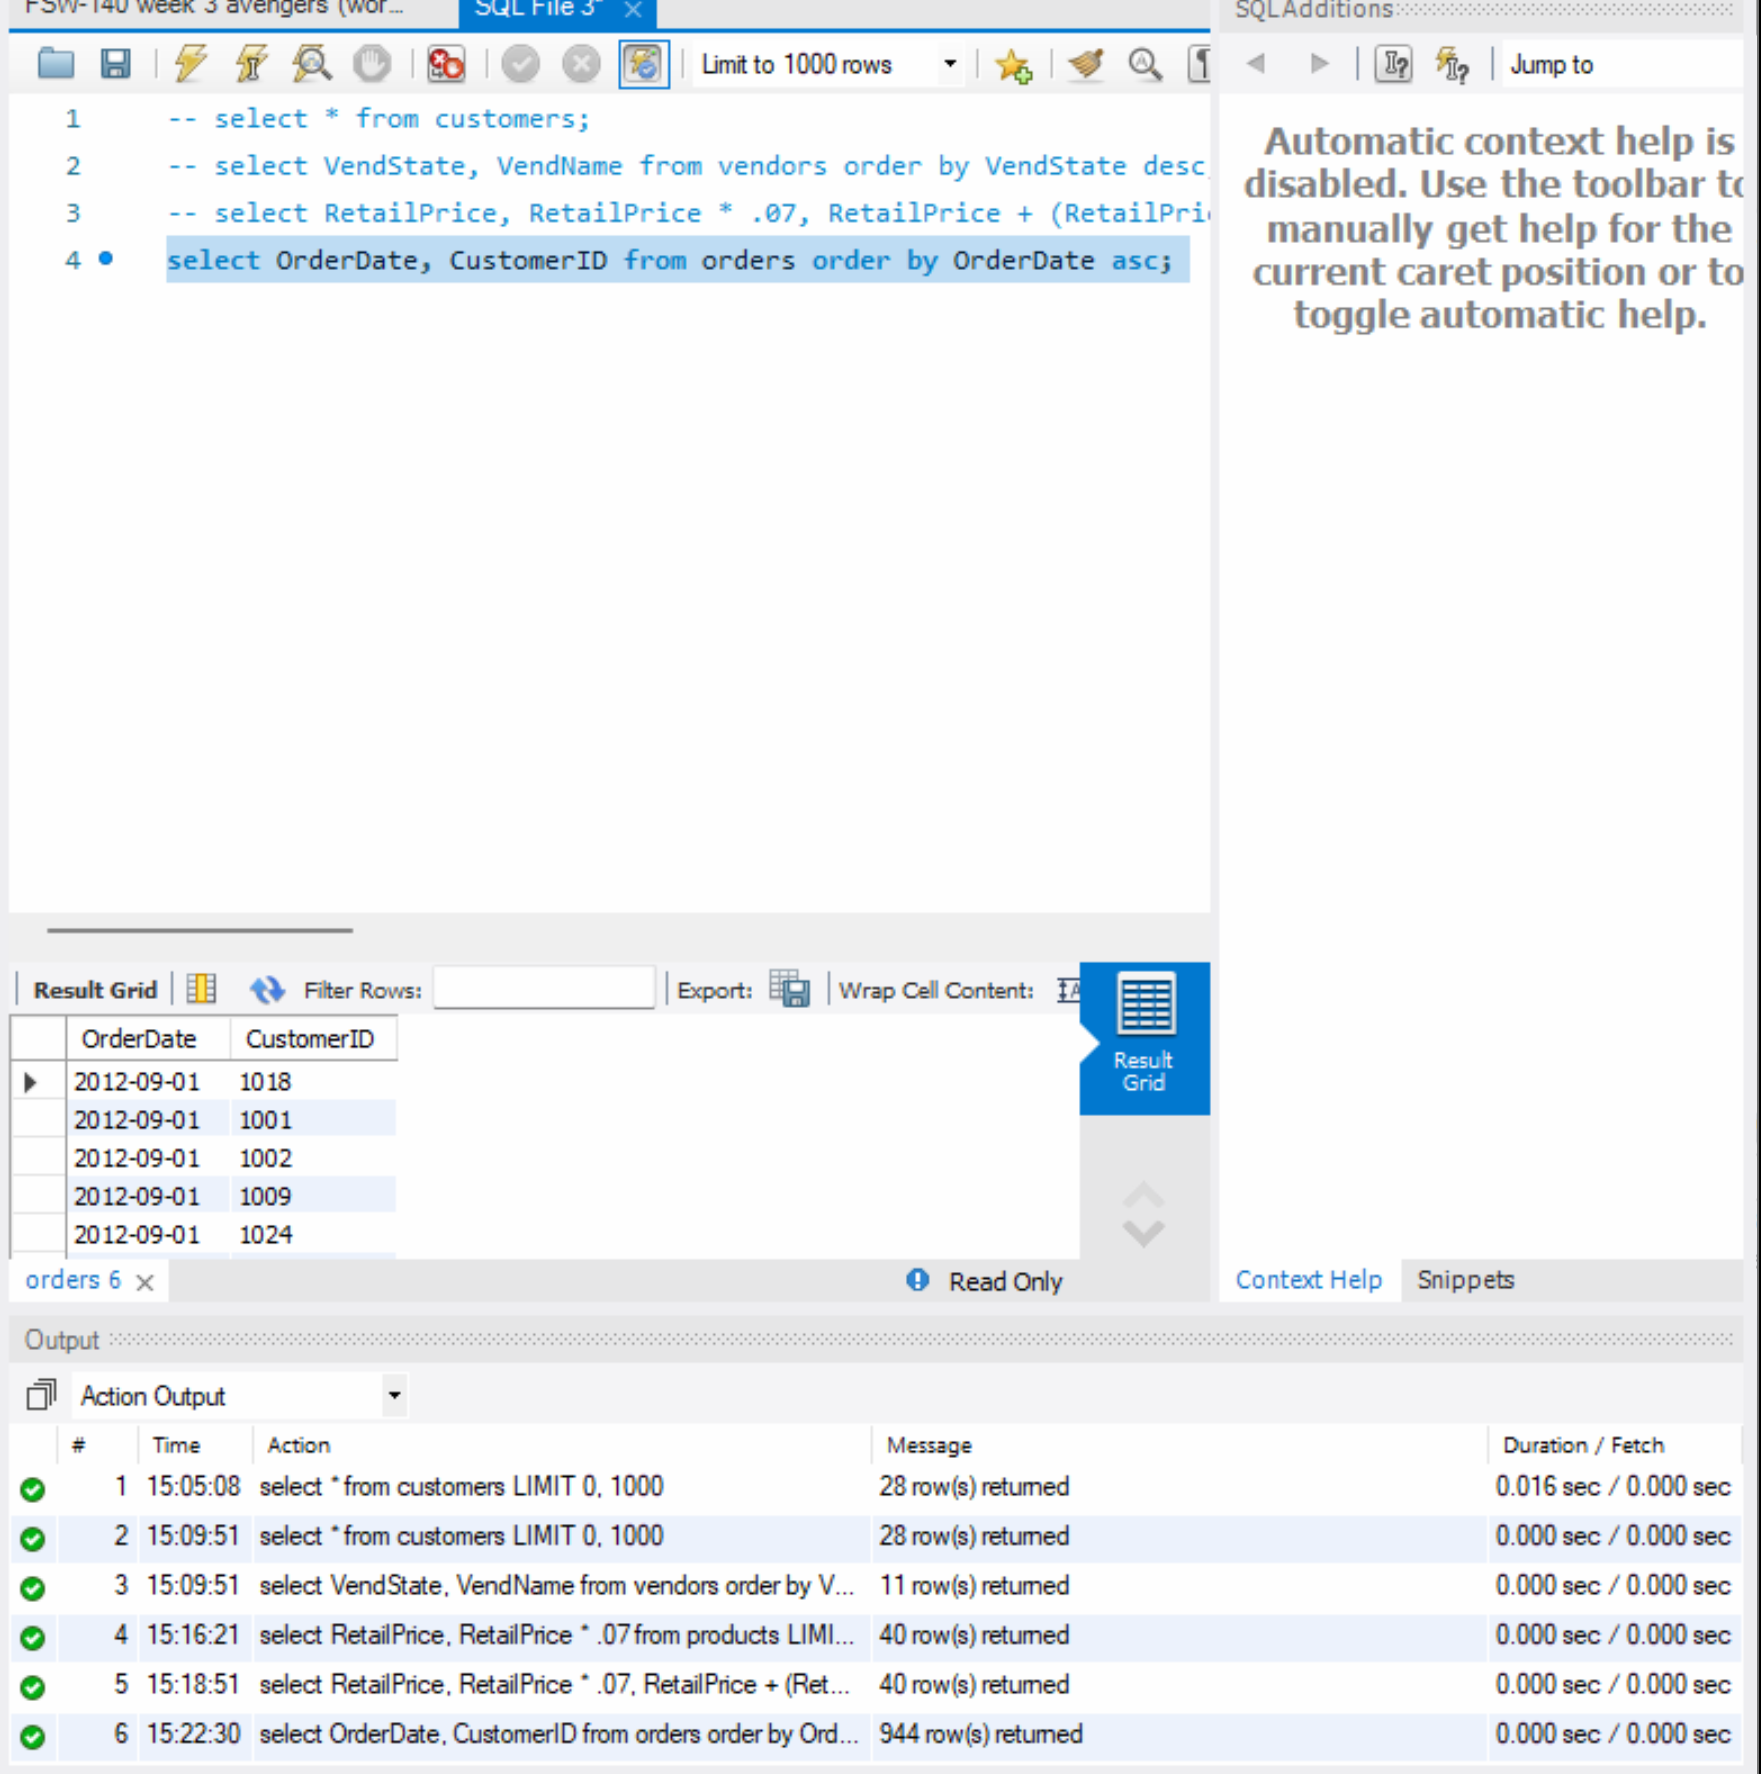 FSW-140 week 3 avengers (wor...
SQL File 3*
SQLAdditions
Limit to 1000 rows
Jump to
1 -- select * from customers;
2 -- select VendState, VendName from vendors order by VendState desc
3 -- select RetailPrice, RetailPrice * .07, RetailPrice + (RetailPri
4 select OrderDate, CustomerID from orders order by OrderDate asc;
Automatic context help is
disabled. Use the toolbar to
manually get help for the
current caret position or to
toggle automatic help.
Result Grid
Filter Rows:
Export:
Wrap Cell Content:
Result
Grid
OrderDate CustomerID
2012-09-01 1018
2012-09-01 1001
2012-09-01 1002
2012-09-01 1009
2012-09-01 1024
orders 6
Read Only
Context Help
Snippets
Output
Action Output
# Time Action Message Duration / Fetch
1 15:05:08 select * from customers LIMIT 0, 1000 28 row(s) returned 0.016 sec / 0.000 sec
2 15:09:51 select * from customers LIMIT 0, 1000 28 row(s) returned 0.000 sec / 0.000 sec
3 15:09:51 select VendState, VendName from vendors order by V... 11 row(s) returned 0.000 sec / 0.000 sec
4 15:16:21 select RetailPrice, RetailPrice * .07 from products LIMI... 40 row(s) returned 0.000 sec / 0.000 sec
5 15:18:51 select RetailPrice, RetailPrice * .07, RetailPrice + (Ret... 40 row(s) returned 0.000 sec / 0.000 sec
6 15:22:30 select OrderDate, CustomerID from orders order by Ord... 944 row(s) returned 0.000 sec / 0.000 sec